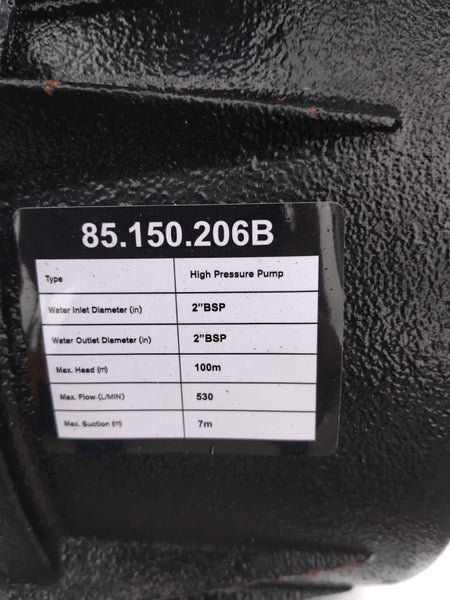 85.150.206B
Type High Pressure Pump
Water Inlet Diameter (in) 2"BSP
Water Outlet Diameter (in) 2"BSP
Max. Head (m) 100m
Max. Flow (L/MIN) 530
Max. Suction (m) 7m